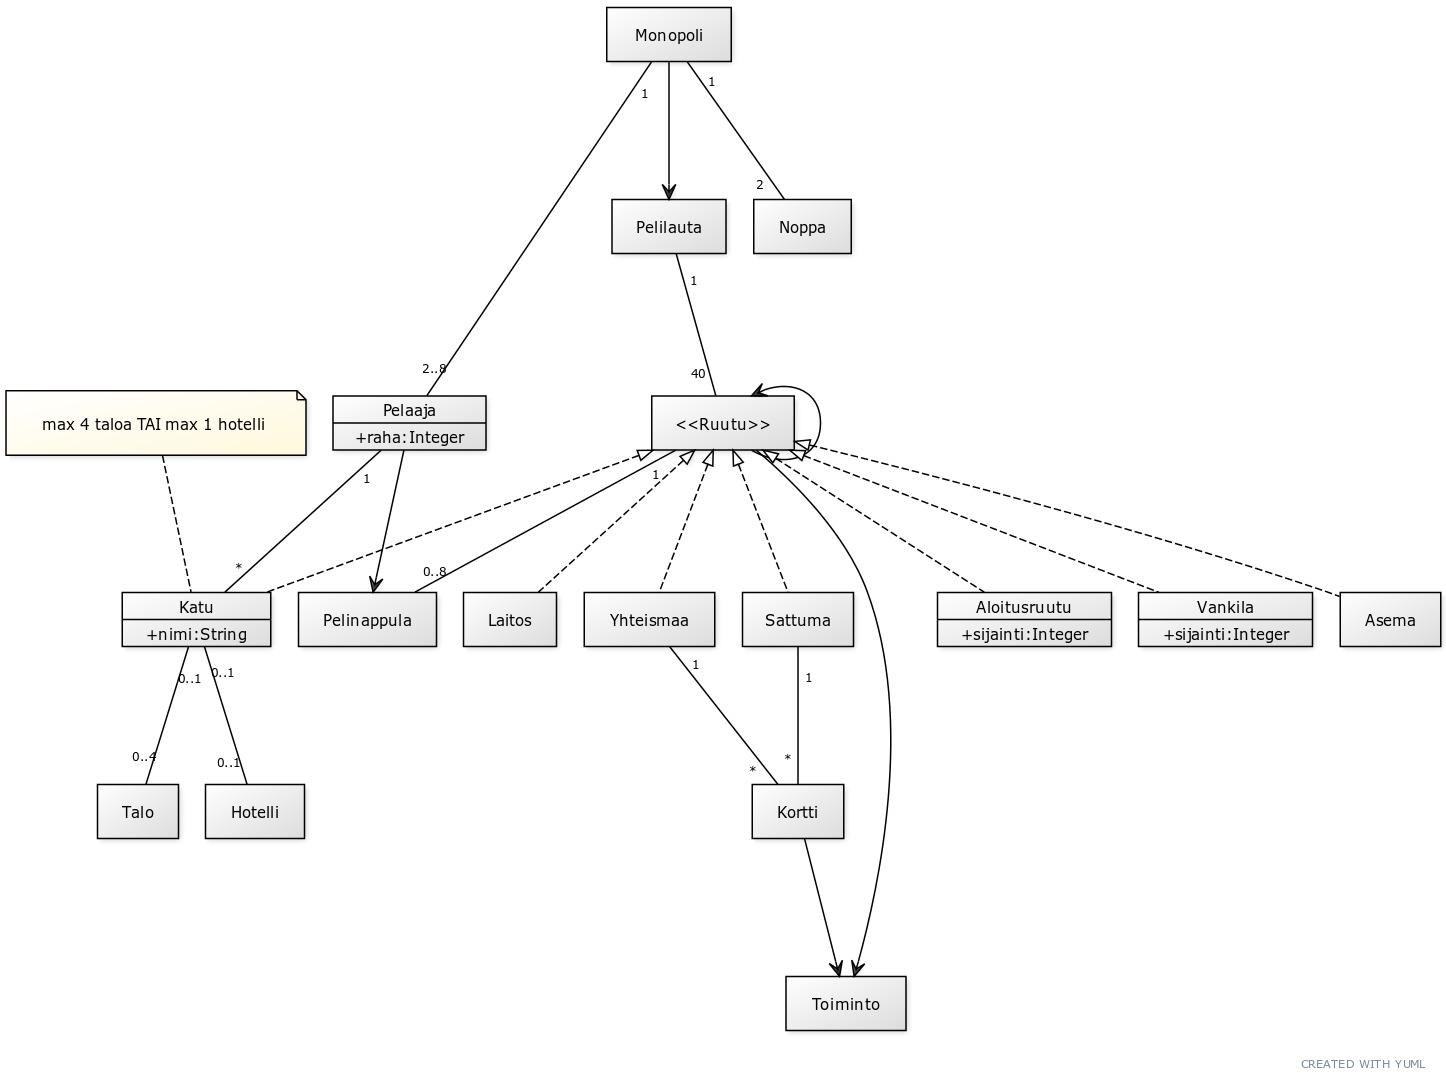 Monopoli
1
1
2
Pelilauta
Noppa
1
2..8
40
max 4 taloa TAI max 1 hotelli
Pelaaja
+raha:Integer
<<Ruutu>>
1
1
*
0..8
Katu
+nimi:String
Pelinappula
Laitos
Yhteismaa
Sattuma
Aloitusruutu
+sijainti:Integer
Vankila
+sijainti:Integer
Asema
0..1
0..1
1
1
0..4
0..1
*
*
Talo
Hotelli
Kortti
Toiminto
CREATED WITH YUML